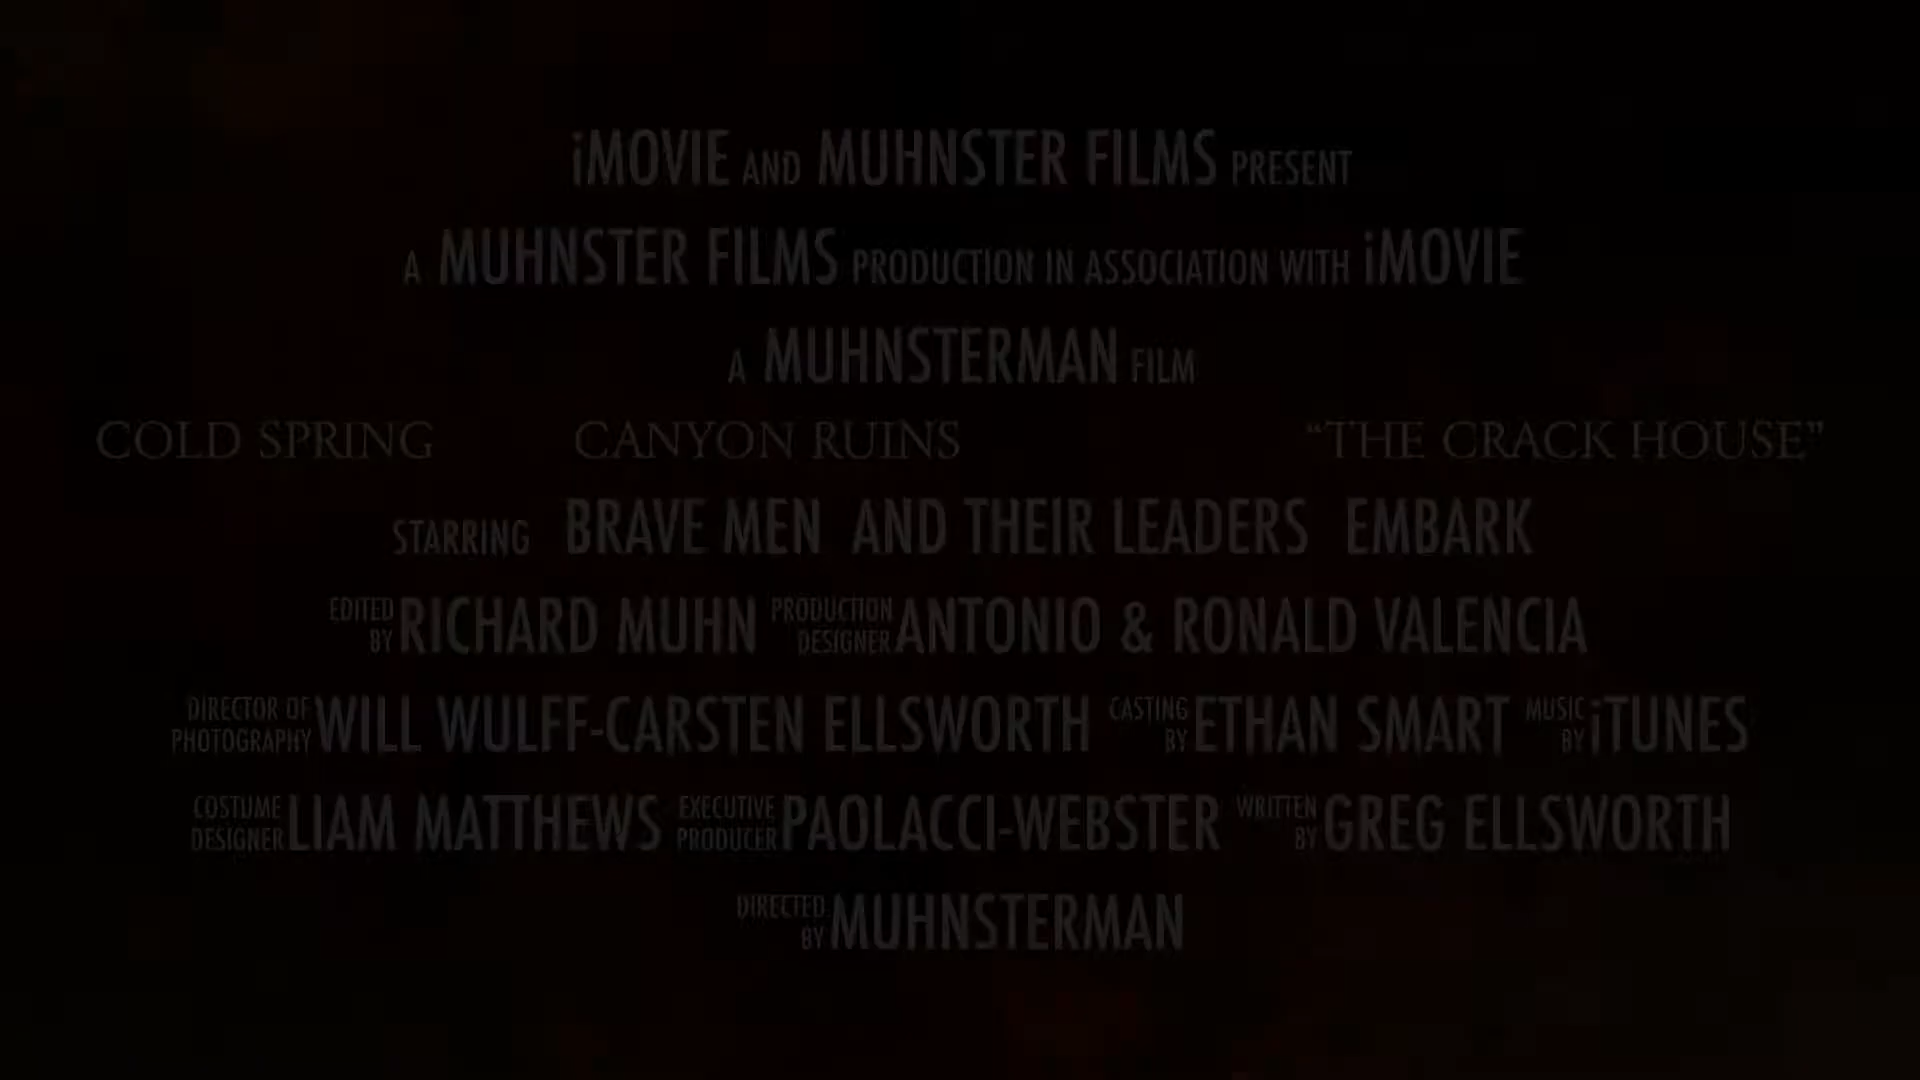 iMOVIE AND MUHNSTER FILMS PRESENT
A MUHNSTER FILMS PRODUCTION IN ASSOCIATION WITH iMOVIE
A MUHNSTERMAN FILM
COLD SPRING CANYON RUINS “THE CRACK HOUSE”
STARRING BRAVE MEN AND THEIR LEADERS EMBARK
EDITED BY RICHARD MUHN PRODUCTION DESIGNER ANTONIO & RONALD VALENCIA
DIRECTOR OF PHOTOGRAPHY WILL WULFF-CARSTEN ELLSWORTH CASTING BY ETHAN SMART MUSIC BY iTUNES
COSTUME DESIGNER LIAM MATTHEWS EXECUTIVE PRODUCER PAOLACCI-WEBSTER WRITTEN BY GREG ELLSWORTH
DIRECTED BY MUHNSTERMAN